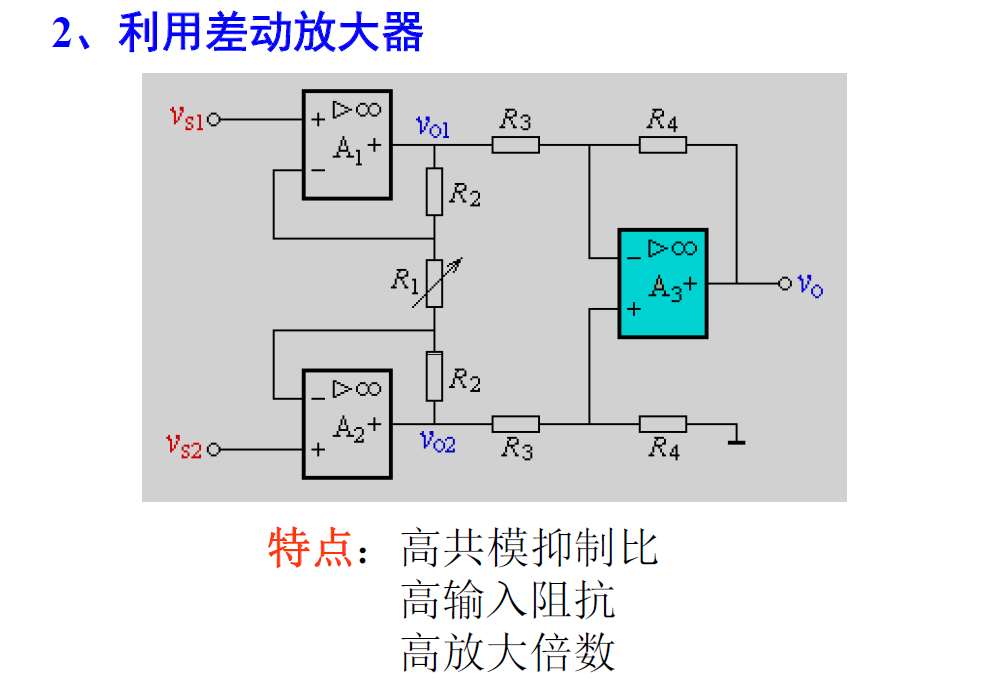 2、利用差动放大器
vS1
+ ▷∞
A1 +
−
vO1
R3
R4
R2
R1
− ▷∞
A3 +
+
vO
R2
− ▷∞
A2 +
+
vS2
vO2
R3
R4
特点：高共模抑制比
高输入阻抗
高放大倍数